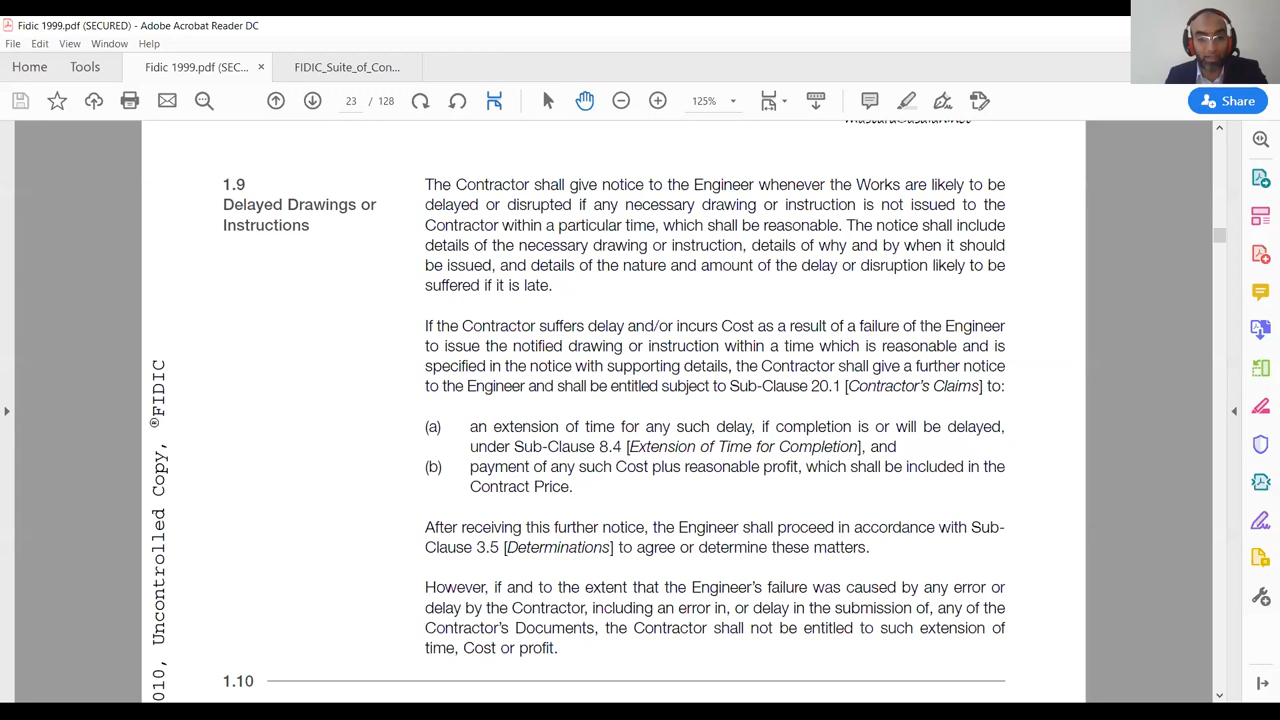 Fidic 1999.pdf (SECURED) - Adobe Acrobat Reader DC
File Edit View Window Help
Home Tools Fidic 1999.pdf (SEC... × FIDIC_Suite_of_Con...
23 / 128 125% Share
1.9
Delayed Drawings or
Instructions
The Contractor shall give notice to the Engineer whenever the Works are likely to be
delayed or disrupted if any necessary drawing or instruction is not issued to the
Contractor within a particular time, which shall be reasonable. The notice shall include
details of the necessary drawing or instruction, details of why and by when it should
be issued, and details of the nature and amount of the delay or disruption likely to be
suffered if it is late.
If the Contractor suffers delay and/or incurs Cost as a result of a failure of the Engineer
to issue the notified drawing or instruction within a time which is reasonable and is
specified in the notice with supporting details, the Contractor shall give a further notice
to the Engineer and shall be entitled subject to Sub-Clause 20.1 [Contractor's Claims] to:
(a) an extension of time for any such delay, if completion is or will be delayed,
under Sub-Clause 8.4 [Extension of Time for Completion], and
(b) payment of any such Cost plus reasonable profit, which shall be included in the
Contract Price.
After receiving this further notice, the Engineer shall proceed in accordance with Sub-
Clause 3.5 [Determinations] to agree or determine these matters.
However, if and to the extent that the Engineer's failure was caused by any error or
delay by the Contractor, including an error in, or delay in the submission of, any of the
Contractor's Documents, the Contractor shall not be entitled to such extension of
time, Cost or profit.
1.10
010, Uncontrolled Copy, ®FIDIC